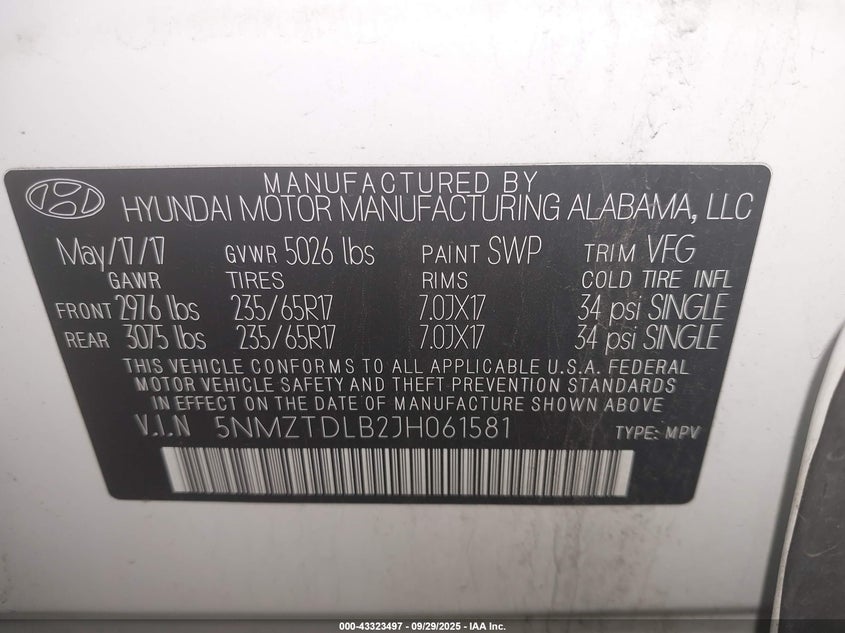 MANUFACTURED BY
HYUNDAI MOTOR MANUFACTURING ALABAMA, LLC
May/17/17 GVWR 5026 lbs PAINT SWP TRIM VFG
GAWR TIRES RIMS COLD TIRE INFL
FRONT 2976 lbs 235/65R17 7.0JX17 34 psi SINGLE
REAR 3075 lbs 235/65R17 7.0JX17 34 psi SINGLE
THIS VEHICLE CONFORMS TO ALL APPLICABLE U.S.A. FEDERAL
MOTOR VEHICLE SAFETY AND THEFT PREVENTION STANDARDS
IN EFFECT ON THE DATE OF MANUFACTURE SHOWN ABOVE.
V.I.N 5NMZTDLB2JH061581 TYPE: MPV
000-43323497 - 09/29/2025 - IAA Inc.